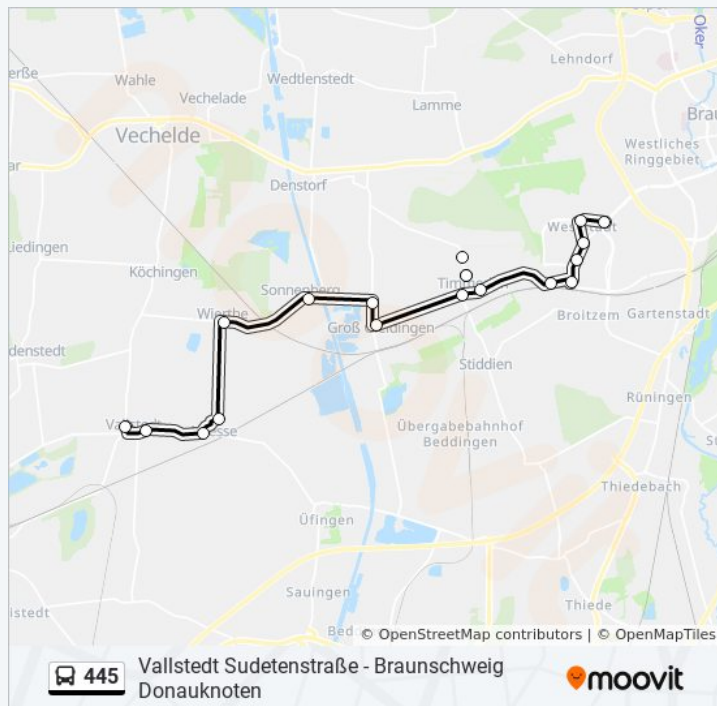 Oker
Lehndorf
Wahle
Wedtlenstedt
Vechelade
Lamme
Vechelde
Westliches
Ringgebiet
Denstorf
Köchingen
Sonnenberg
Wierthe
Groß Gleidingen
Broitzem
Gartenstadt
Stiddien
Rüningen
Übergabebahnhof
Beddingen
Thiedebach
Üfingen
Sauingen
Thiede
© OpenStreetMap contributors | © OpenMapTiles
445 Vallstedt Sudetenstraße - Braunschweig
Donauknoten
moovit